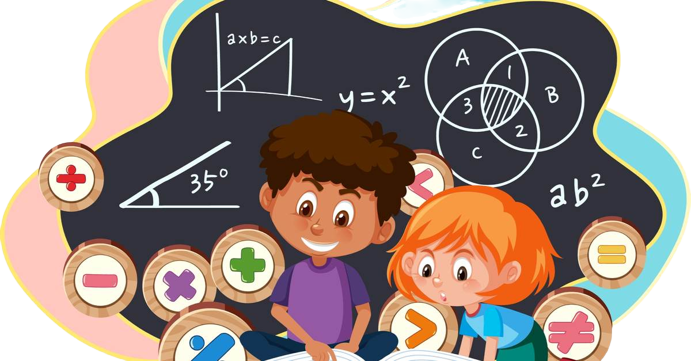 a x b = c
y = x²
A
1
B
3
2
C
35°
ab²
÷
<
−
×
+
=
÷
>
≠